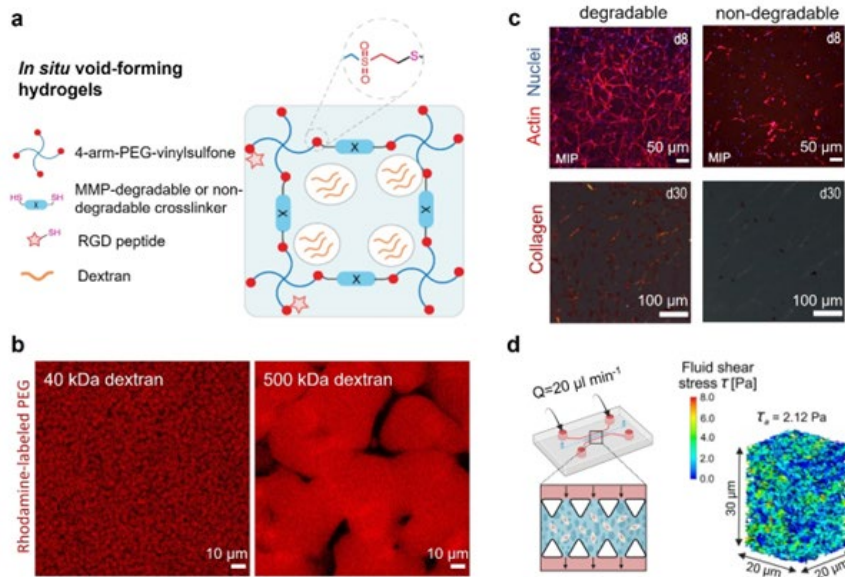 a
In situ void-forming
hydrogels
4-arm-PEG-vinylsulfone
HS
SH
X
MMP-degradable or non-
degradable crosslinker
SH
RGD peptide
Dextran
O
S
O
S
X
X
X
X
b
Rhodamine-labeled PEG
40 kDa dextran
10 µm
500 kDa dextran
10 µm
c
degradable
non-degradable
Actin Nuclei
d8
MIP
50 µm
d8
MIP
50 µm
Collagen
d30
100 µm
d30
100 µm
d
Q=20 µl min⁻¹
Fluid shear
stress τ [Pa]
8.0
6.0
4.0
2.0
0.0
τₐ = 2.12 Pa
30 µm
20 µm
20 µm